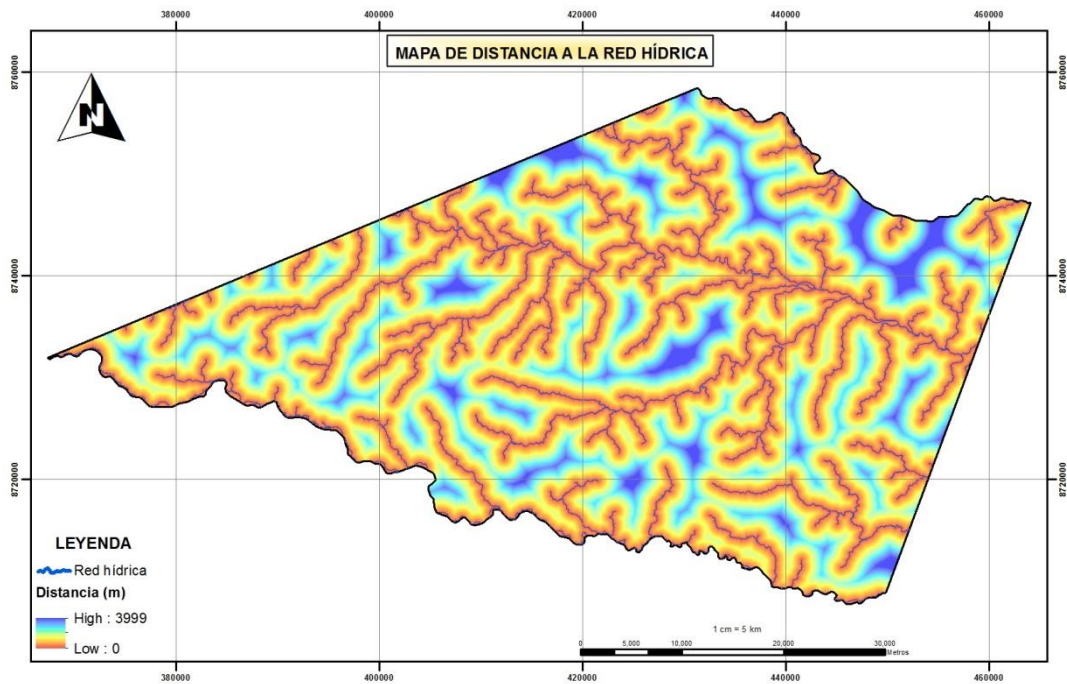 380000 400000 420000 440000 460000
MAPA DE DISTANCIA A LA RED HÍDRICA
8760000 8760000
N
8740000 8740000
8720000 8720000
LEYENDA
Red hídrica
Distancia (m)
High : 3999
Low : 0
1 cm = 5 km
0 5,000 10,000 20,000 30,000
Metros
380000 400000 420000 440000 460000